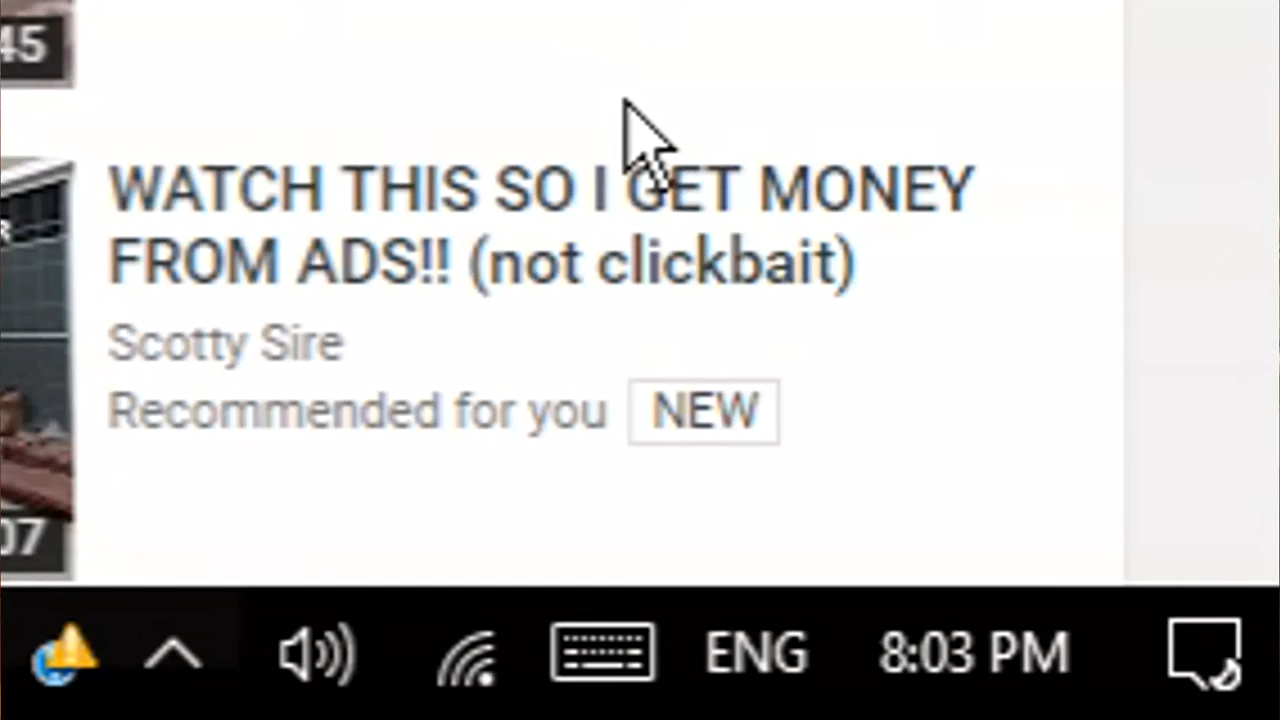 45
WATCH THIS SO I GET MONEY
FROM ADS!! (not clickbait)
Scotty Sire
Recommended for you NEW
07
ENG 8:03 PM